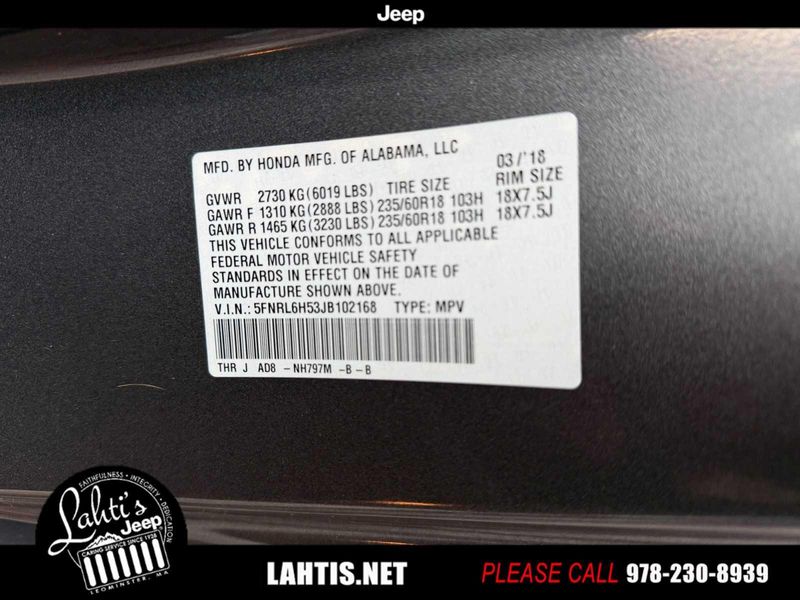 Jeep
MFD. BY HONDA MFG. OF ALABAMA, LLC 03/'18
GVWR 2730 KG (6019 LBS) TIRE SIZE RIM SIZE
GAWR F 1310 KG (2888 LBS) 235/60R18 103H 18X7.5J
GAWR R 1465 KG (3230 LBS) 235/60R18 103H 18X7.5J
THIS VEHICLE CONFORMS TO ALL APPLICABLE
FEDERAL MOTOR VEHICLE SAFETY
STANDARDS IN EFFECT ON THE DATE OF
MANUFACTURE SHOWN ABOVE.
V.I.N.: 5FNRL6H53JB102168 TYPE: MPV
THR J AD8 -NH797M -B-B
FAITHFULNESS • INTEGRITY • DEDICATION
Lahti's
Jeep
CARING SERVICE SINCE 1928
LEOMINSTER, MA
LAHTIS.NET
PLEASE CALL 978-230-8939